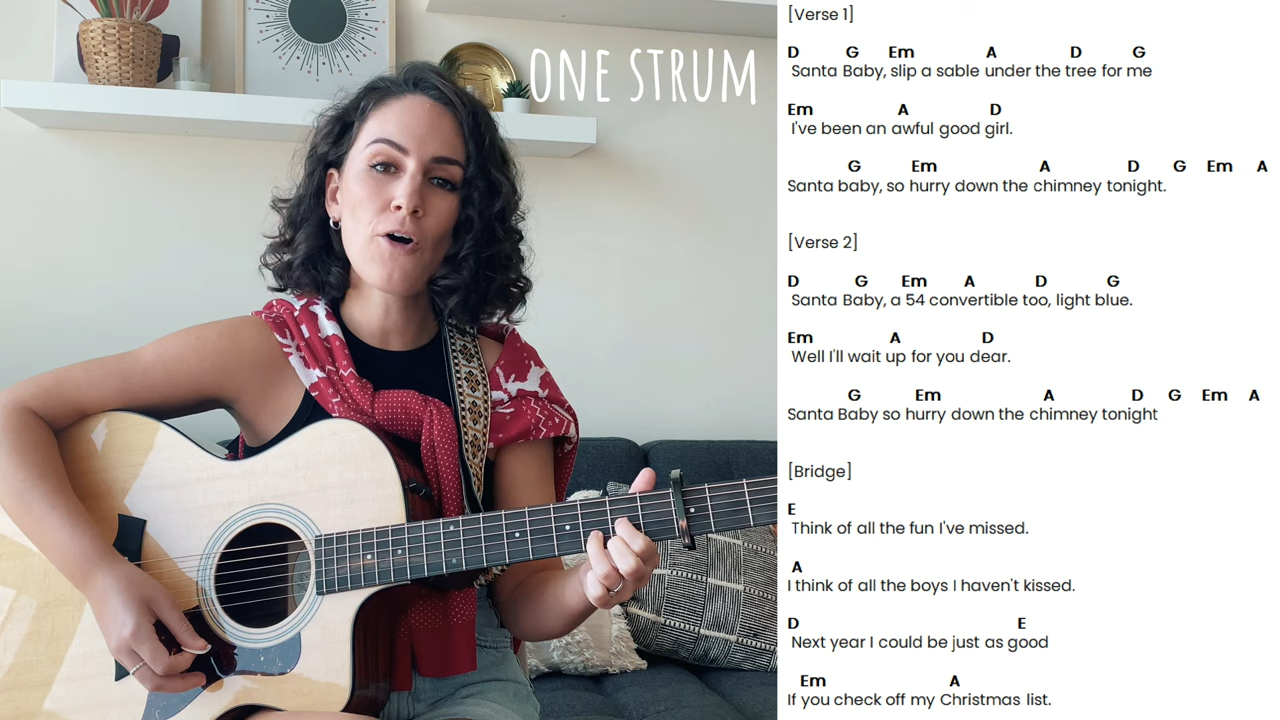 ONE STRUM
[Verse 1]
D G Em A D G
Santa Baby, slip a sable under the tree for me
Em A D
I've been an awful good girl.
G Em A D G Em A
Santa baby, so hurry down the chimney tonight.
[Verse 2]
D G Em A D G
Santa Baby, a 54 convertible too, light blue.
Em A D
Well I'll wait up for you dear.
G Em A D G Em A
Santa Baby so hurry down the chimney tonight
[Bridge]
E
Think of all the fun I've missed.
A
I think of all the boys I haven't kissed.
D E
Next year I could be just as good
Em A
If you check off my Christmas list.